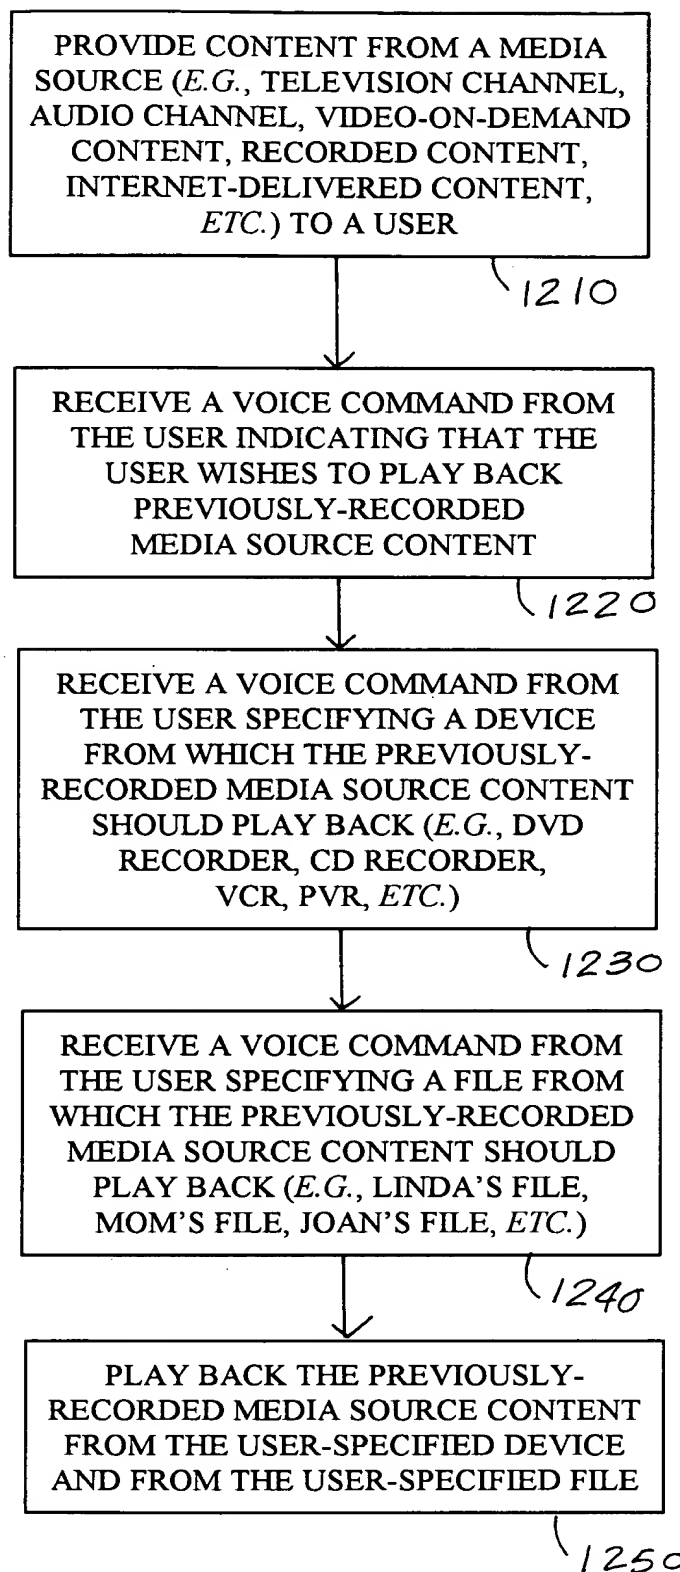 PROVIDE CONTENT FROM A MEDIA
SOURCE (E.G., TELEVISION CHANNEL,
AUDIO CHANNEL, VIDEO-ON-DEMAND
CONTENT, RECORDED CONTENT,
INTERNET-DELIVERED CONTENT,
ETC.) TO A USER
1210
RECEIVE A VOICE COMMAND FROM
THE USER INDICATING THAT THE
USER WISHES TO PLAY BACK
PREVIOUSLY-RECORDED
MEDIA SOURCE CONTENT
1220
RECEIVE A VOICE COMMAND FROM
THE USER SPECIFYING A DEVICE
FROM WHICH THE PREVIOUSLY-
RECORDED MEDIA SOURCE CONTENT
SHOULD PLAY BACK (E.G., DVD
RECORDER, CD RECORDER,
VCR, PVR, ETC.)
1230
RECEIVE A VOICE COMMAND FROM
THE USER SPECIFYING A FILE FROM
WHICH THE PREVIOUSLY-RECORDED
MEDIA SOURCE CONTENT SHOULD
PLAY BACK (E.G., LINDA'S FILE,
MOM'S FILE, JOAN'S FILE, ETC.)
1240
PLAY BACK THE PREVIOUSLY-
RECORDED MEDIA SOURCE CONTENT
FROM THE USER-SPECIFIED DEVICE
AND FROM THE USER-SPECIFIED FILE
1250